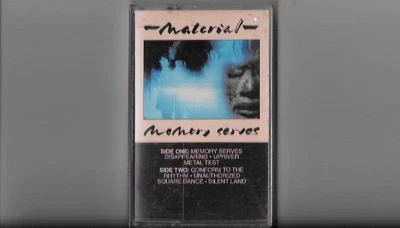 -Material-
memory serves
SIDE ONE: MEMORY SERVES
DISAPPEARING • UPRIVER
METAL TEST
SIDE TWO: CONFORM TO THE
RHYTHM • UNAUTHORIZED
SQUARE DANCE • SILENT LAND